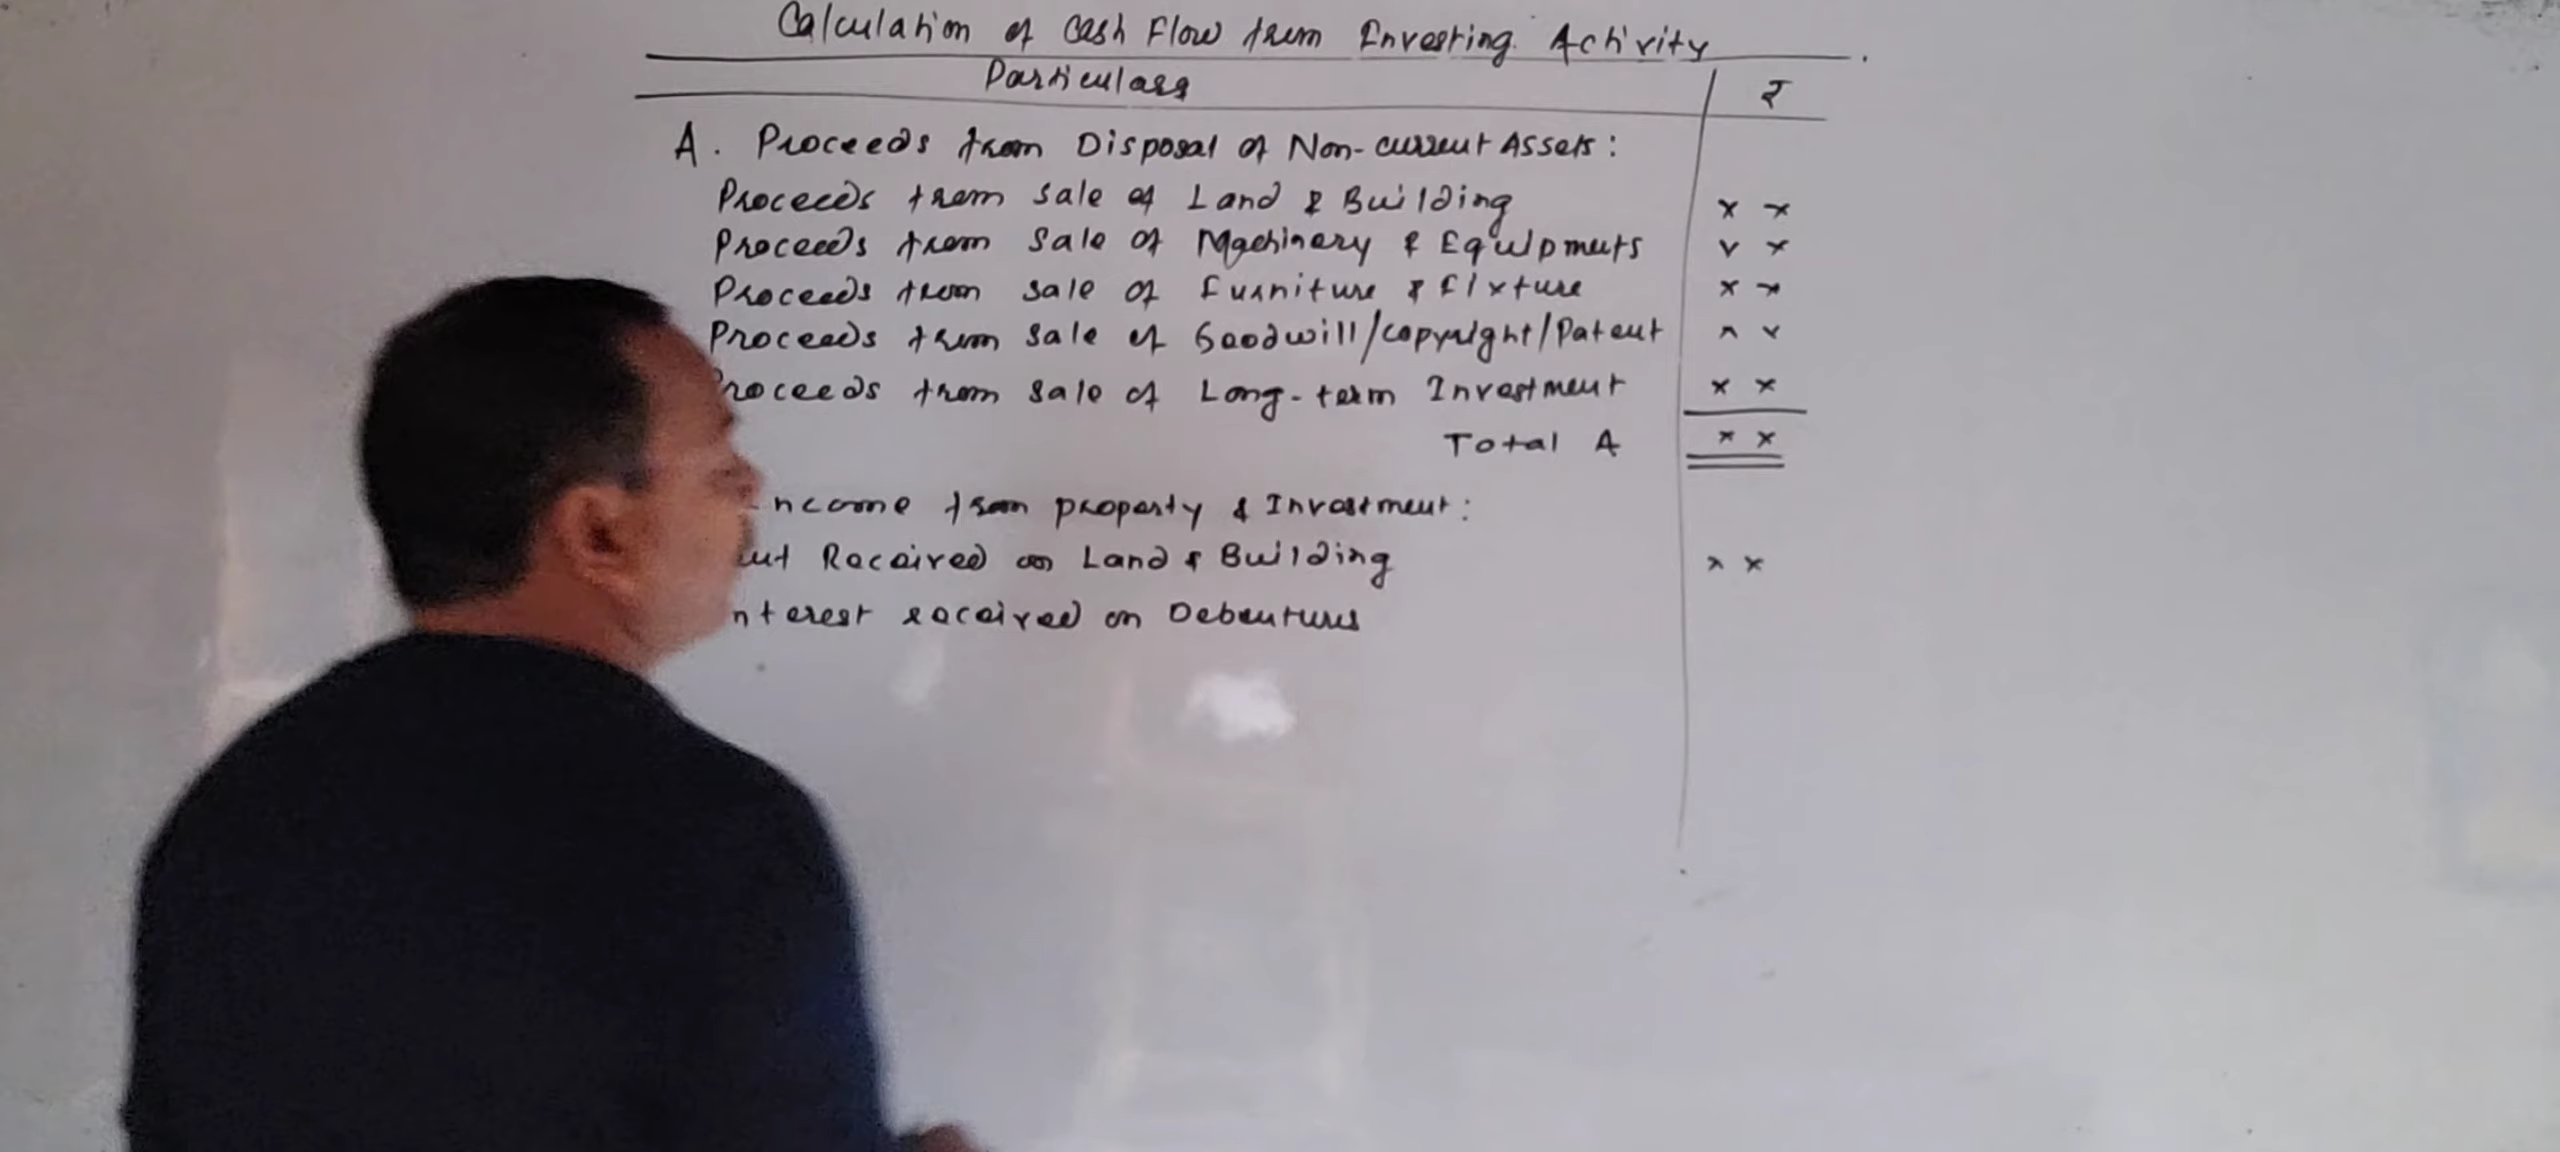 Calculation of Cash Flow from Investing Activity
Particulars ₹
A. Proceeds from Disposal of Non-current Assets:
Proceeds from sale of Land & Building x x
Proceeds from sale of Machinery & Equipments x x
Proceeds from sale of Furniture & Fixture x x
Proceeds from sale of Goodwill/Copyright/Patent x x
roceeds from sale of Long-term Investment x x
Total A x x
ncome from property & Investment:
Received on Land & Building x x
nterest received on Debentures